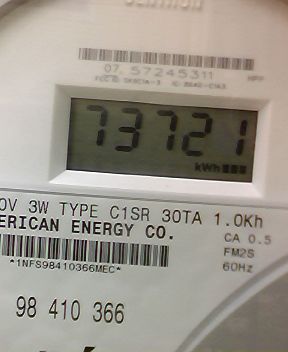 07. 57245311
73721
kWh
0V 3W TYPE C1SR 30TA 1.0Kh
ERICAN ENERGY CO.
CA 0.5
FM2S
*1NFS98410366MEC*
60Hz
98 410 366